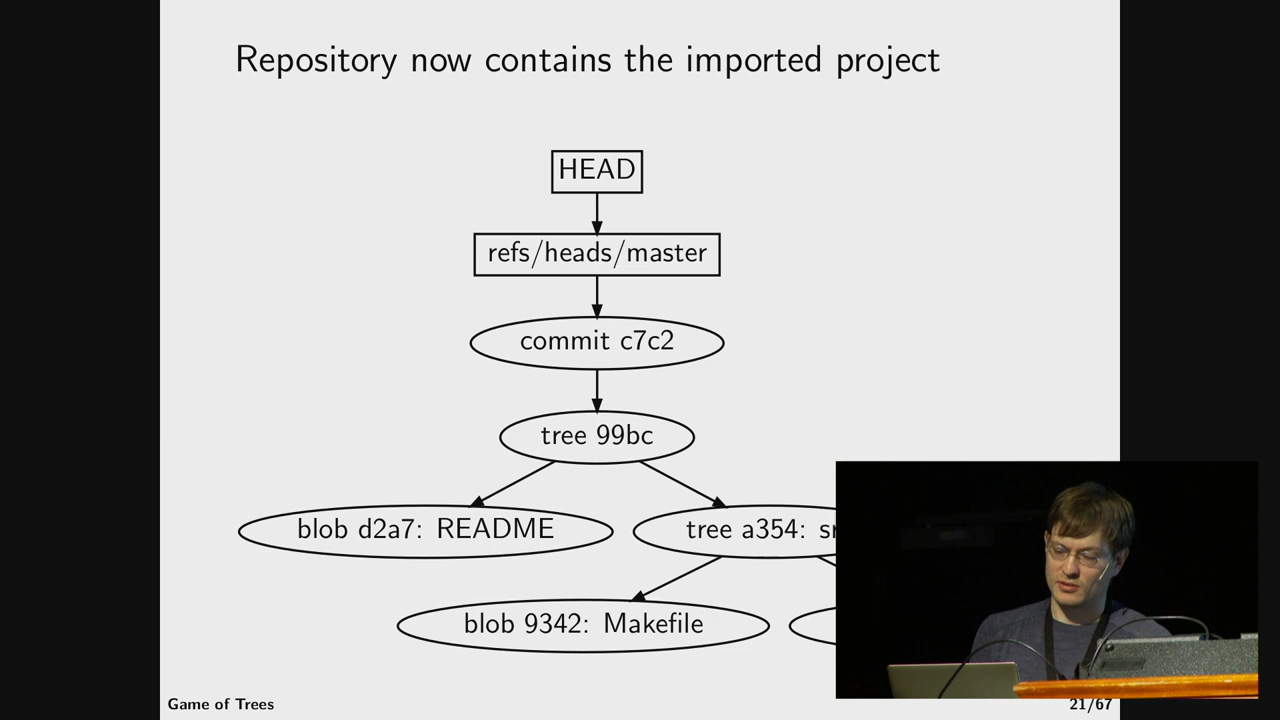 Repository now contains the imported project
HEAD
refs/heads/master
commit c7c2
tree 99bc
blob d2a7: README
tree a354:
blob 9342: Makefile
Game of Trees
21/67